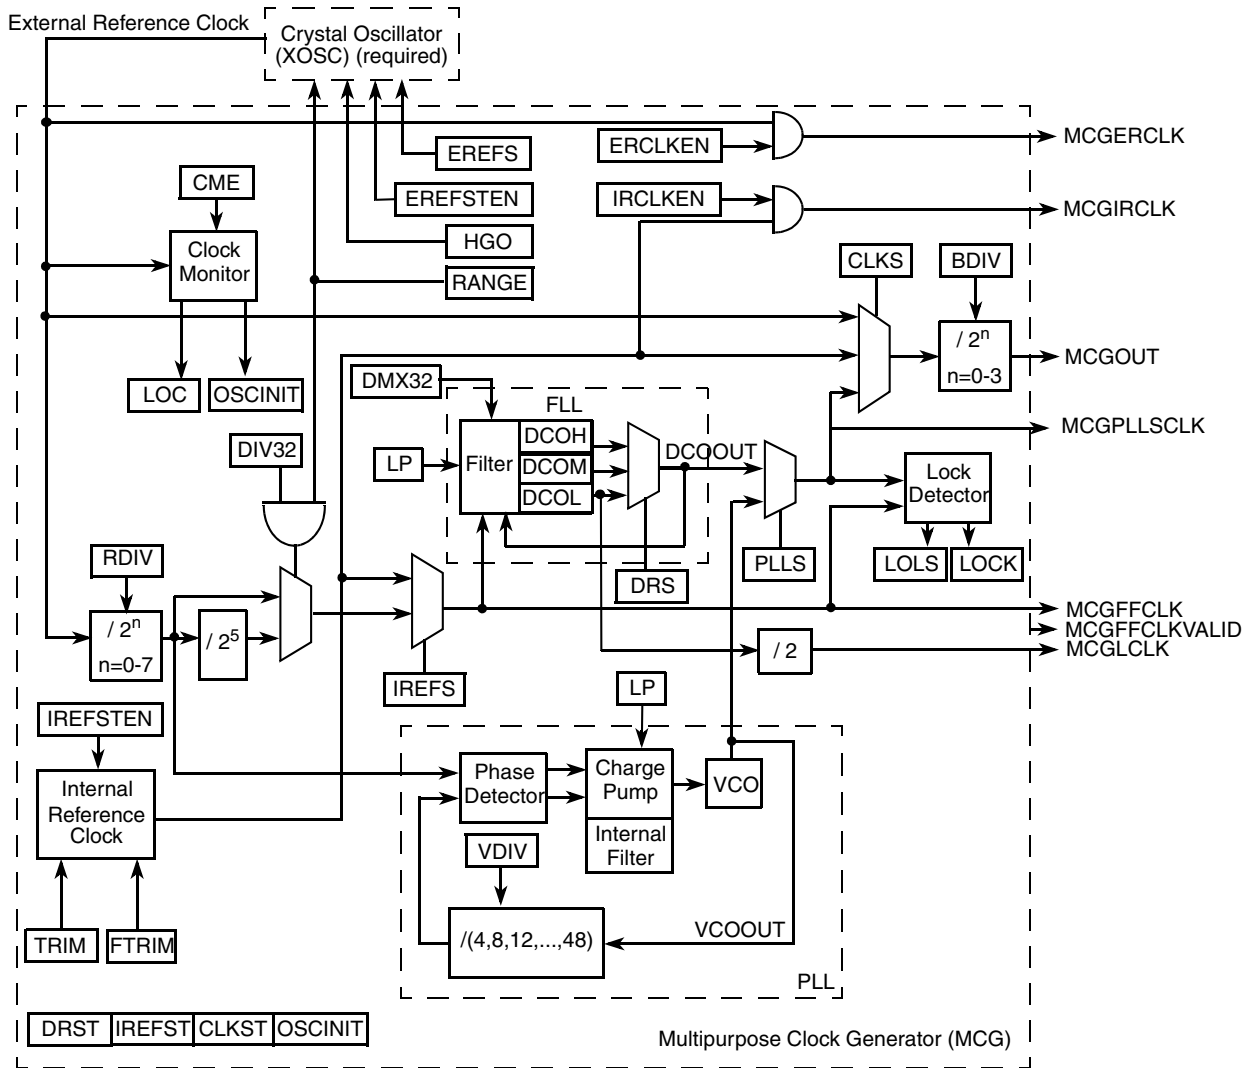 External Reference Clock
Crystal Oscillator
(XOSC) (required)
EREFS
ERCLKEN
MCGERCLK
CME
EREFSTEN
IRCLKEN
MCGIRCLK
HGO
Clock
Monitor
RANGE
CLKS
BDIV
LOC
OSCINIT
/ 2ⁿ
n=0-3
MCGOUT
DMX32
FLL
MCGPLLSCLK
DIV32
LP
Filter
DCOH
DCOM
DCOL
DCOOUT
Lock
Detector
RDIV
DRS
PLLS
LOLS
LOCK
MCGFFCLK
MCGFFCLKVALID
MCGLCLK
/ 2ⁿ
n=0-7
/ 2⁵
/ 2
IREFS
LP
IREFSTEN
Internal
Reference
Clock
Phase
Detector
Charge
Pump
VCO
Internal
Filter
VDIV
TRIM
FTRIM
/(4,8,12,...,48)
VCOOUT
PLL
DRST
IREFST
CLKST
OSCINIT
Multipurpose Clock Generator (MCG)